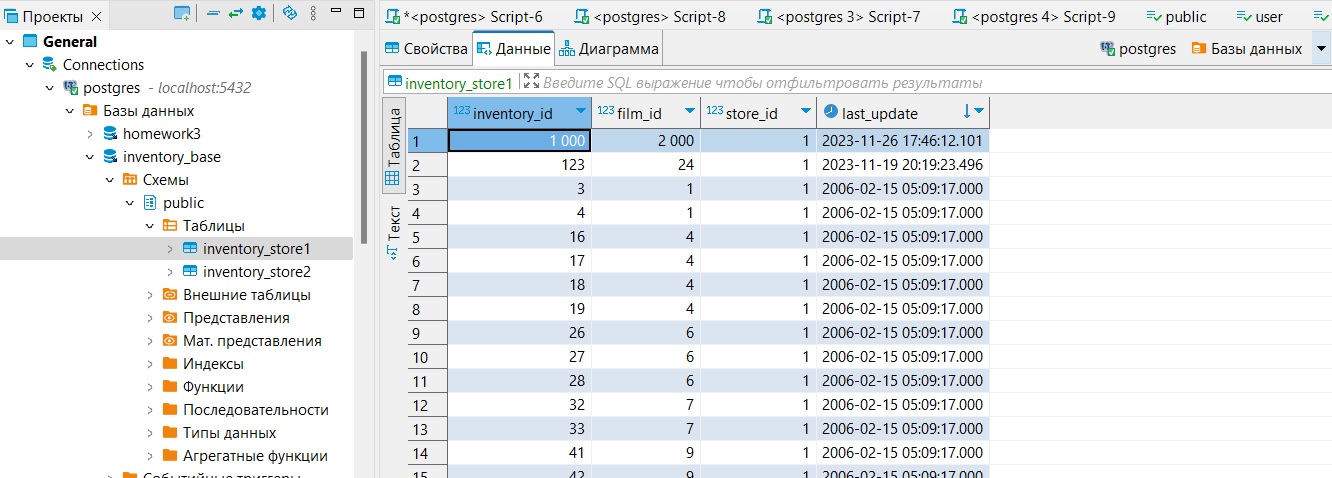 Проекты
General
Connections
postgres - localhost:5432
Базы данных
homework3
inventory_base
Схемы
public
Таблицы
inventory_store1
inventory_store2
Внешние таблицы
Представления
Мат. представления
Индексы
Функции
Последовательности
Типы данных
Агрегатные функции
Событийные триггеры
*<postgres> Script-6 <postgres> Script-8 <postgres 3> Script-7 <postgres 4> Script-9 public user
Свойства Данные Диаграмма postgres Базы данных
inventory_store1 Введите SQL выражение чтобы отфильтровать результаты
Таблица
Текст
123 inventory_id 123 film_id 123 store_id last_update
1 1 000 2 000 1 2023-11-26 17:46:12.101
2 123 24 1 2023-11-19 20:19:23.496
3 3 1 1 2006-02-15 05:09:17.000
4 4 1 1 2006-02-15 05:09:17.000
5 16 4 1 2006-02-15 05:09:17.000
6 17 4 1 2006-02-15 05:09:17.000
7 18 4 1 2006-02-15 05:09:17.000
8 19 4 1 2006-02-15 05:09:17.000
9 26 6 1 2006-02-15 05:09:17.000
10 27 6 1 2006-02-15 05:09:17.000
11 28 6 1 2006-02-15 05:09:17.000
12 32 7 1 2006-02-15 05:09:17.000
13 33 7 1 2006-02-15 05:09:17.000
14 41 9 1 2006-02-15 05:09:17.000
15 42 9 1 2006-02-15 05:09:17.000